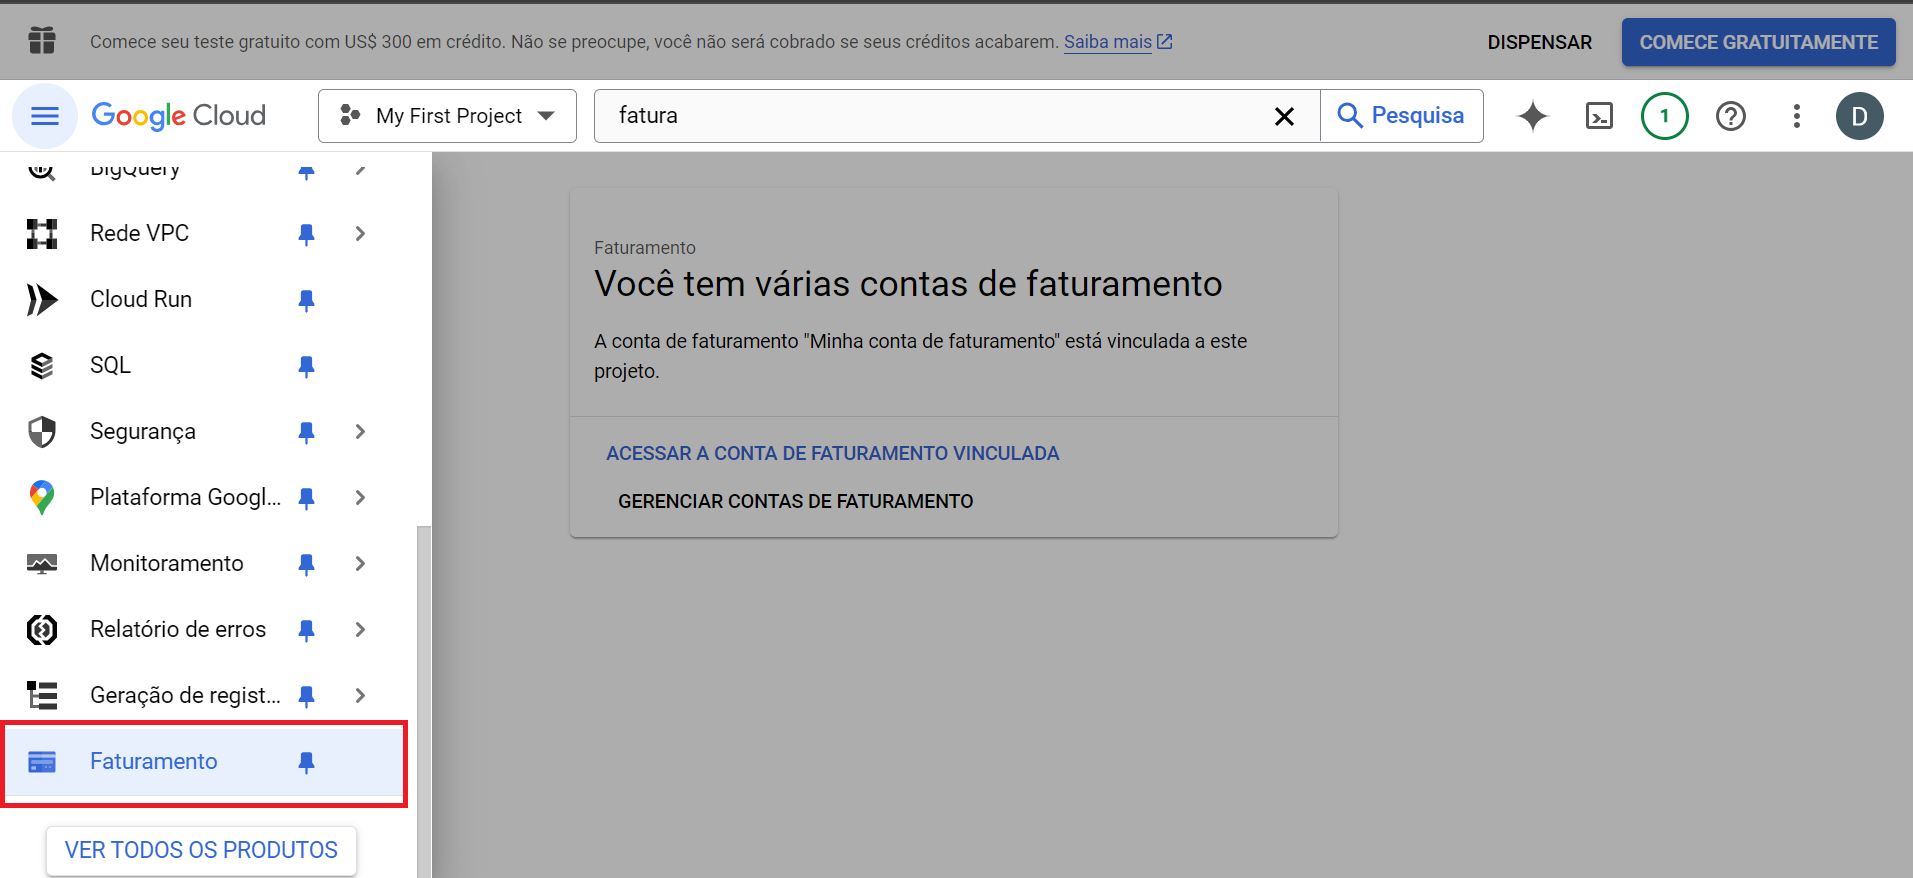 Comece seu teste gratuito com US$ 300 em crédito. Não se preocupe, você não será cobrado se seus créditos acabarem. Saiba mais
DISPENSAR
COMECE GRATUITAMENTE
Google Cloud
My First Project
fatura
Pesquisa
1
D
BigQuery
Rede VPC
Cloud Run
SQL
Segurança
Plataforma Googl...
Monitoramento
Relatório de erros
Geração de regist...
Faturamento
VER TODOS OS PRODUTOS
Faturamento
Você tem várias contas de faturamento
A conta de faturamento "Minha conta de faturamento" está vinculada a este
projeto.
ACESSAR A CONTA DE FATURAMENTO VINCULADA
GERENCIAR CONTAS DE FATURAMENTO